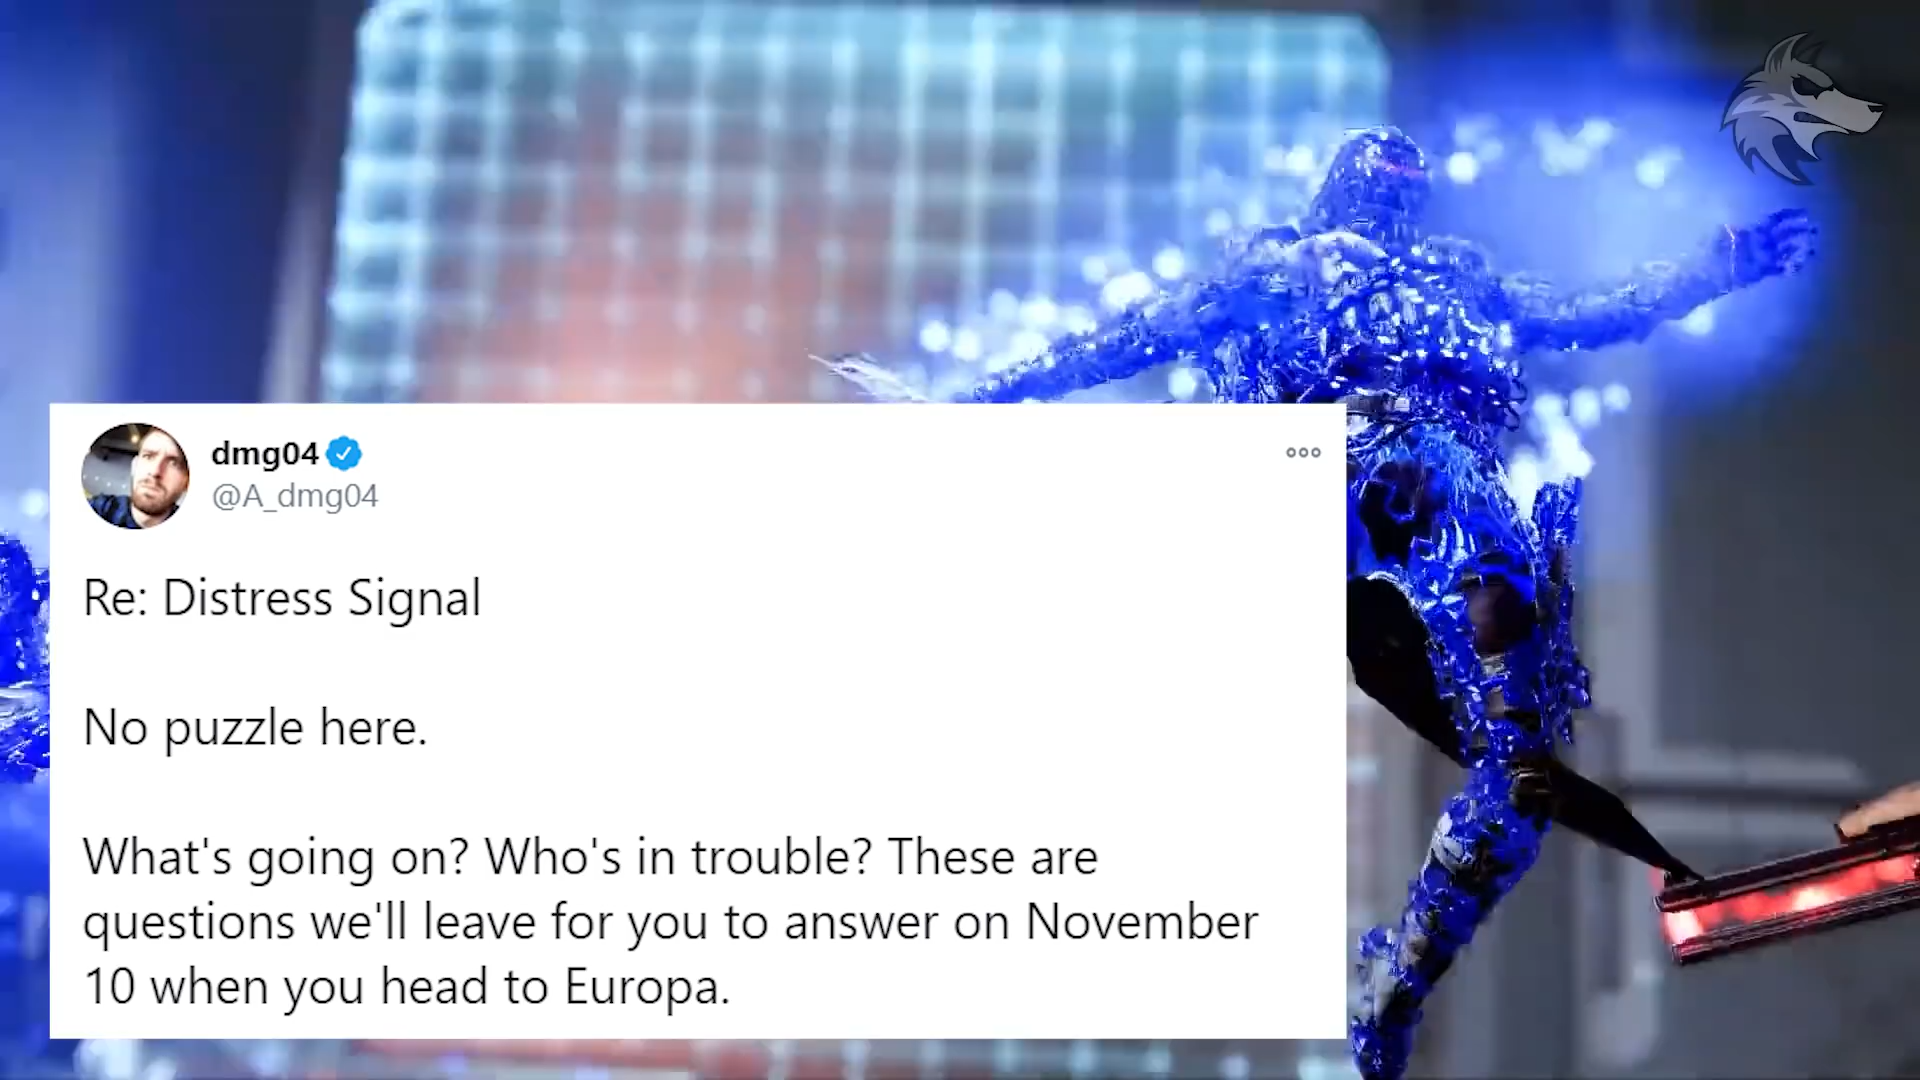 dmg04
@A_dmg04
Re: Distress Signal
No puzzle here.
What's going on? Who's in trouble? These are
questions we'll leave for you to answer on November
10 when you head to Europa.